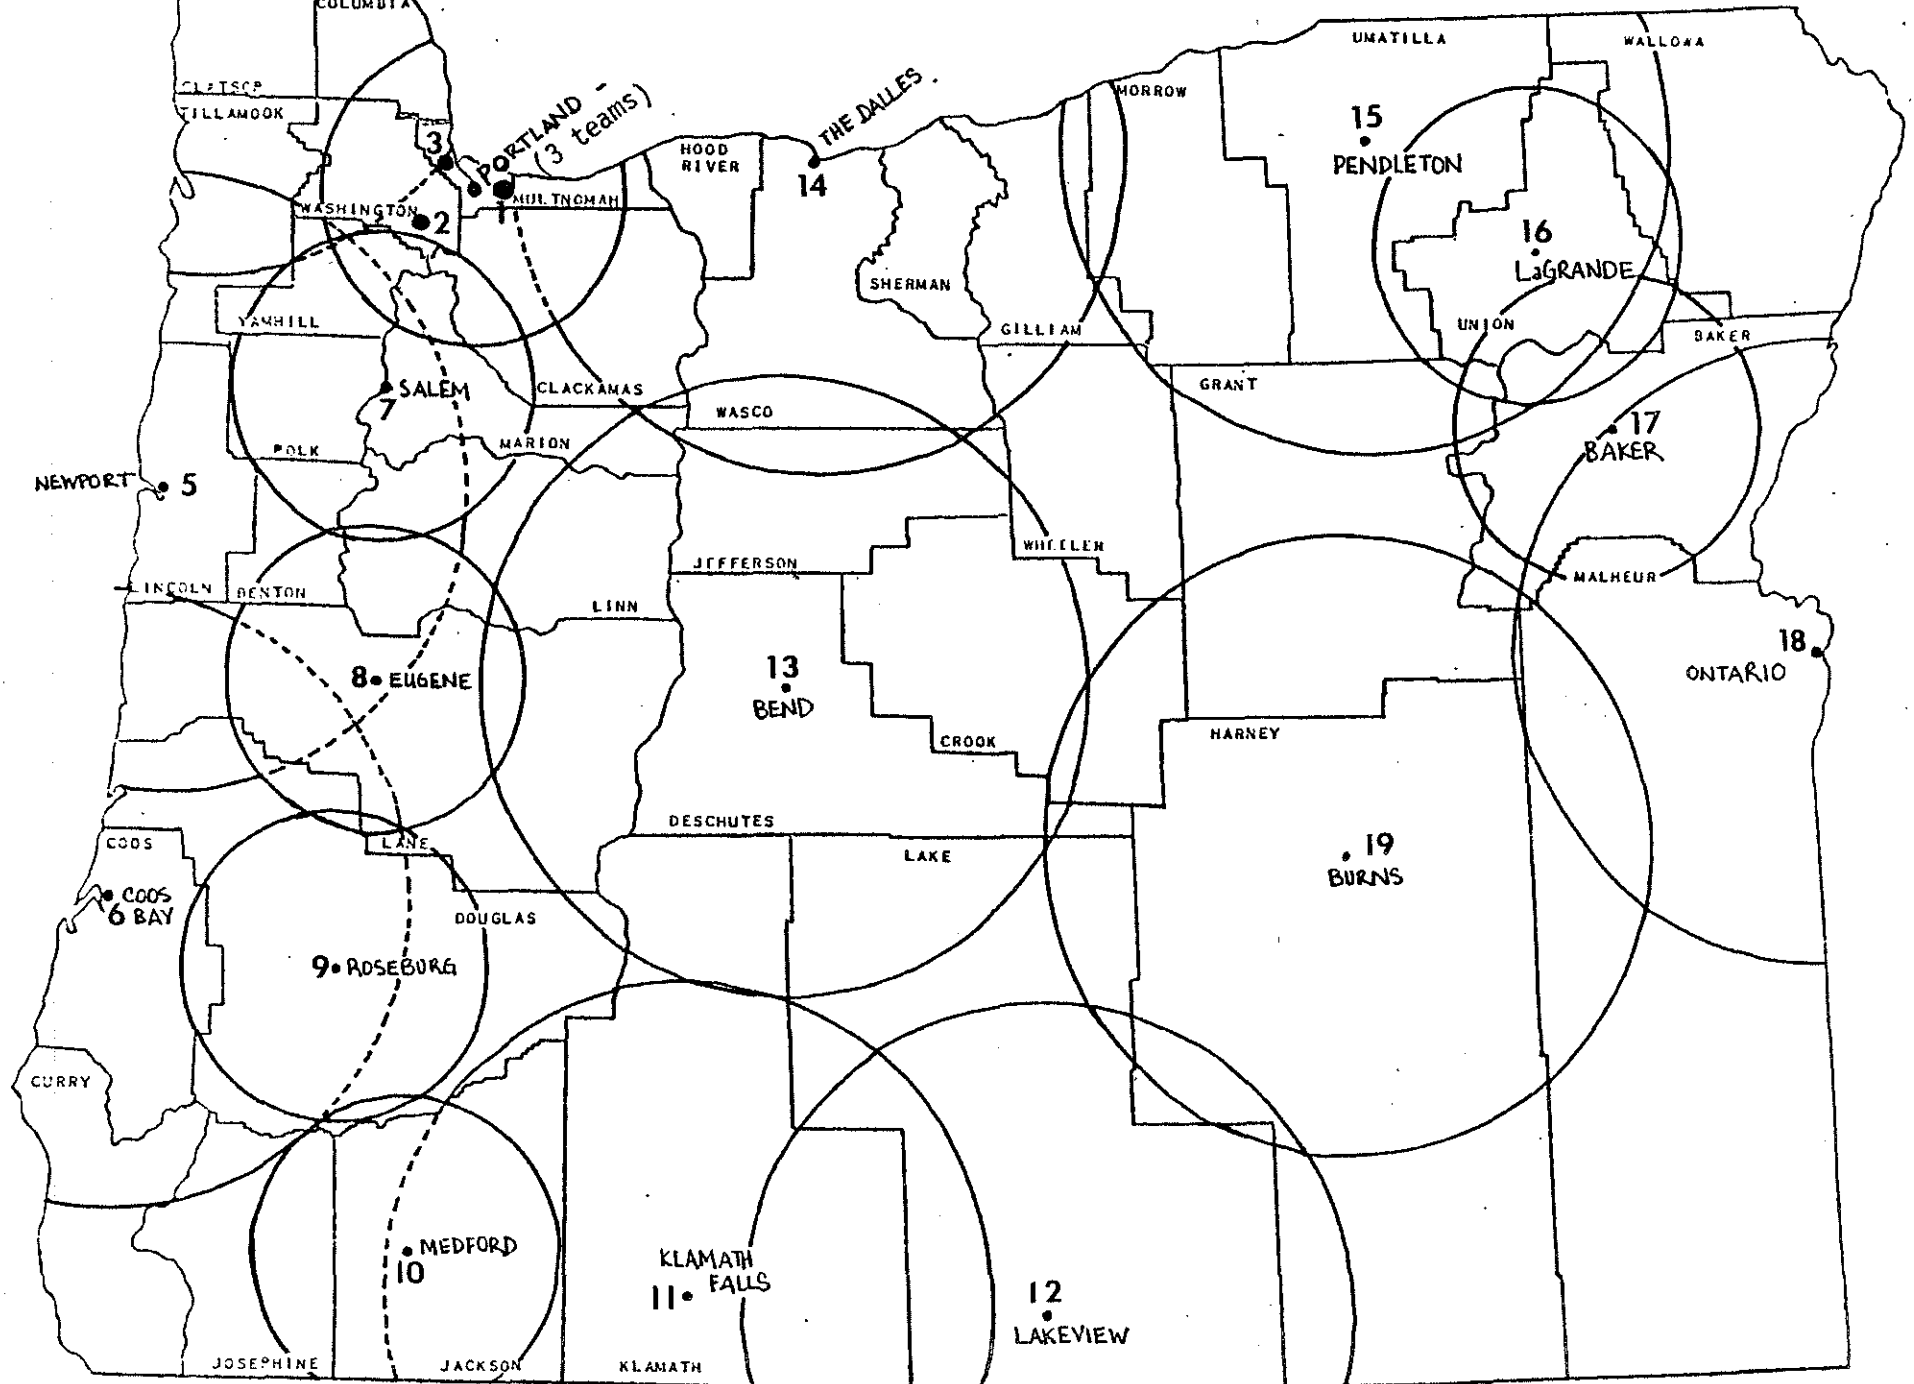 COLUMBIA
UMATILLA
WALLOWA
CLATSOP
TILLAMOOK
MORROW
15
PENDLETON
PORTLAND -
(3 teams)
THE DALLES
3
HOOD
RIVER
14
1
MULTNOMAH
WASHINGTON
2
16
LaGRANDE
SHERMAN
YAMHILL
GILLIAM
UNION
BAKER
SALEM
7
CLACKAMAS
WASCO
GRANT
17
BAKER
MARION
POLK
NEWPORT
5
WHEELER
JEFFERSON
MALHEUR
LINCOLN
BENTON
LINN
18
ONTARIO
8
EUGENE
13
BEND
CROOK
HARNEY
DESCHUTES
LAKE
COOS
LANE
19
BURNS
COOS
6 BAY
DOUGLAS
9
ROSEBURG
CURRY
MEDFORD
10
KLAMATH
FALLS
11
12
LAKEVIEW
JOSEPHINE
JACKSON
KLAMATH